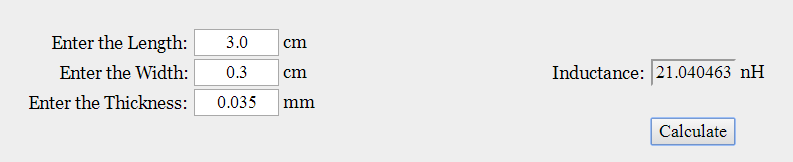 Enter the Length: 3.0 cm
Enter the Width: 0.3 cm
Inductance: 21.040463 nH
Enter the Thickness: 0.035 mm
Calculate